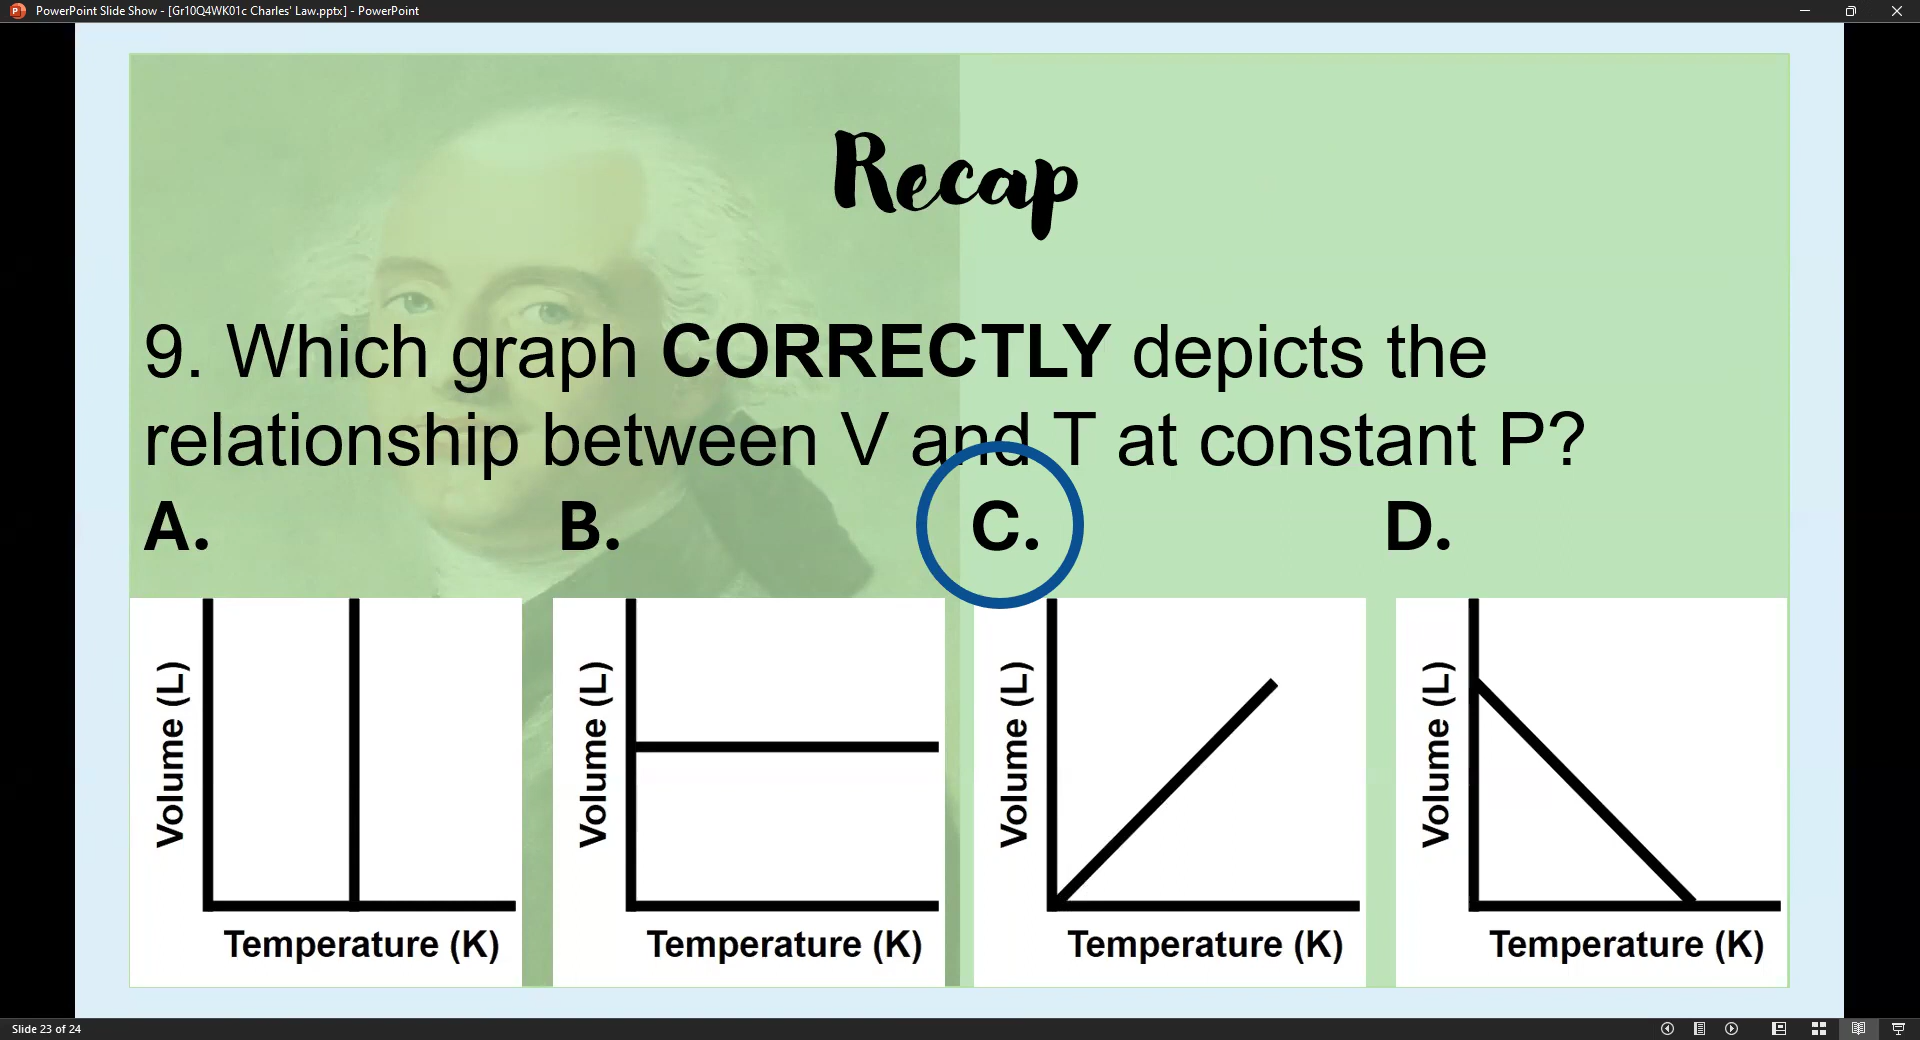 PowerPoint Slide Show - [Gr10Q4WK01c Charles' Law.pptx] - PowerPoint
Recap
9. Which graph CORRECTLY depicts the
relationship between V and T at constant P?
A. B. C. D.
Volume (L)
Temperature (K)
Volume (L)
Temperature (K)
Volume (L)
Temperature (K)
Volume (L)
Temperature (K)
Slide 23 of 24